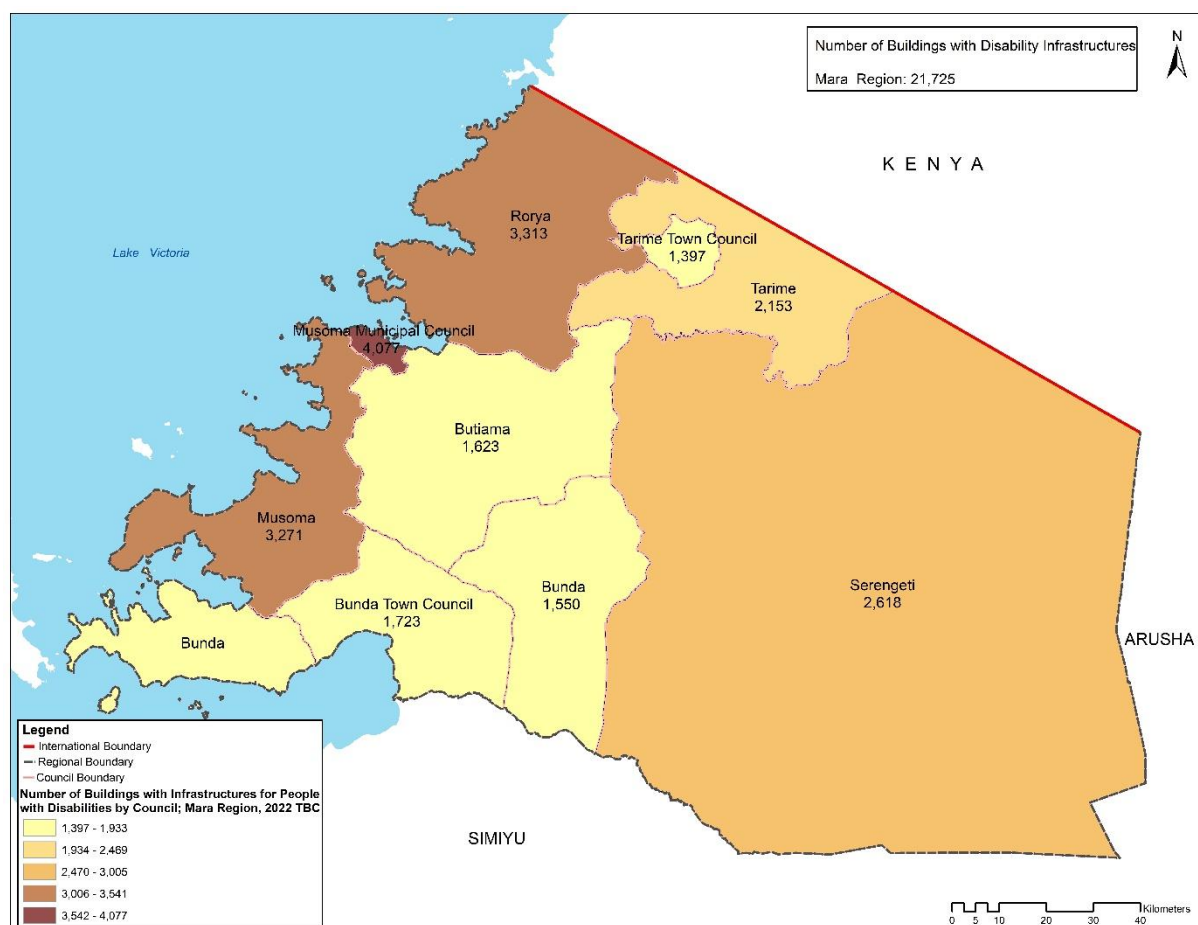 Number of Buildings with Disability Infrastructures
Mara Region: 21,725
N
KENYA
Rorya
3,313
Tarime Town Council
1,397
Lake Victoria
Tarime
2,153
Musoma Municipal Council
4,077
Butiama
1,623
Musoma
3,271
Bunda
1,550
Serengeti
2,618
Bunda Town Council
1,723
Bunda
ARUSHA
SIMIYU
Legend
International Boundary
Regional Boundary
Council Boundary
Number of Buildings with Infrastructures for People
with Disabilities by Council; Mara Region, 2022 TBC
1,397 - 1,933
1,934 - 2,469
2,470 - 3,005
3,006 - 3,541
3,542 - 4,077
Kilometers
0 5 10 20 30 40